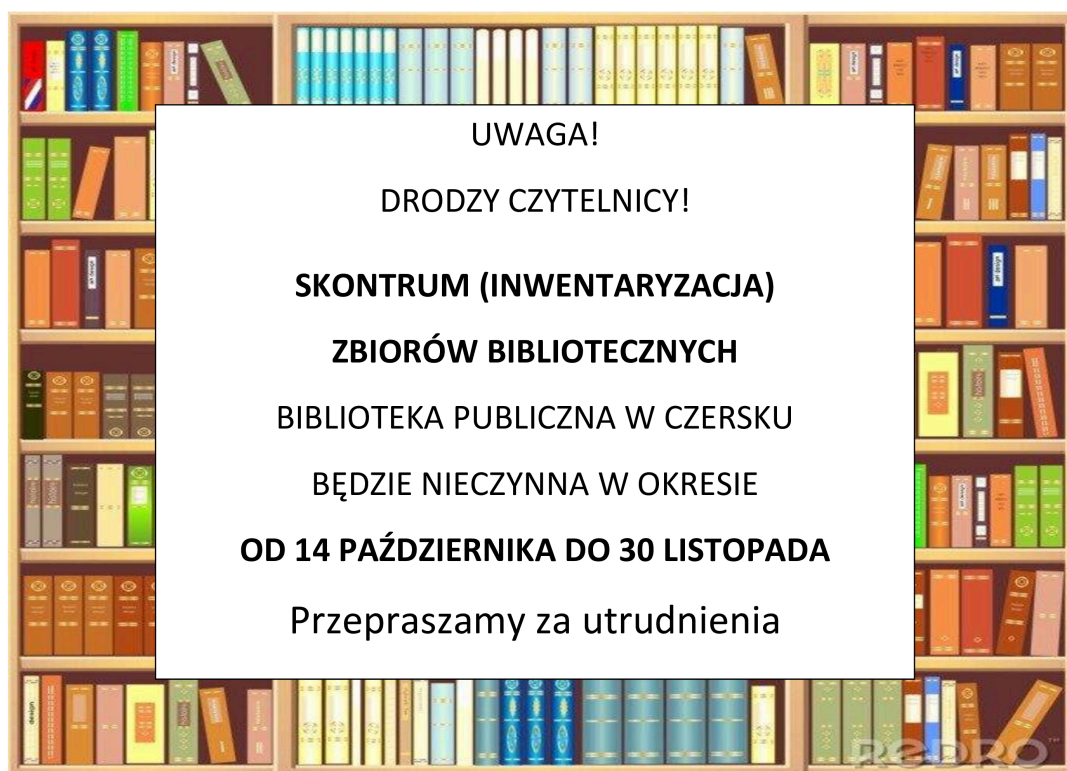 UWAGA!
DRODZY CZYTELNICY!
SKONTRUM (INWENTARYZACJA)
ZBIORÓW BIBLIOTECZNYCH
BIBLIOTEKA PUBLICZNA W CZERSKU
BĘDZIE NIECZYNNA W OKRESIE
OD 14 PAŹDZIERNIKA DO 30 LISTOPADA
Przepraszamy za utrudnienia
REDRO